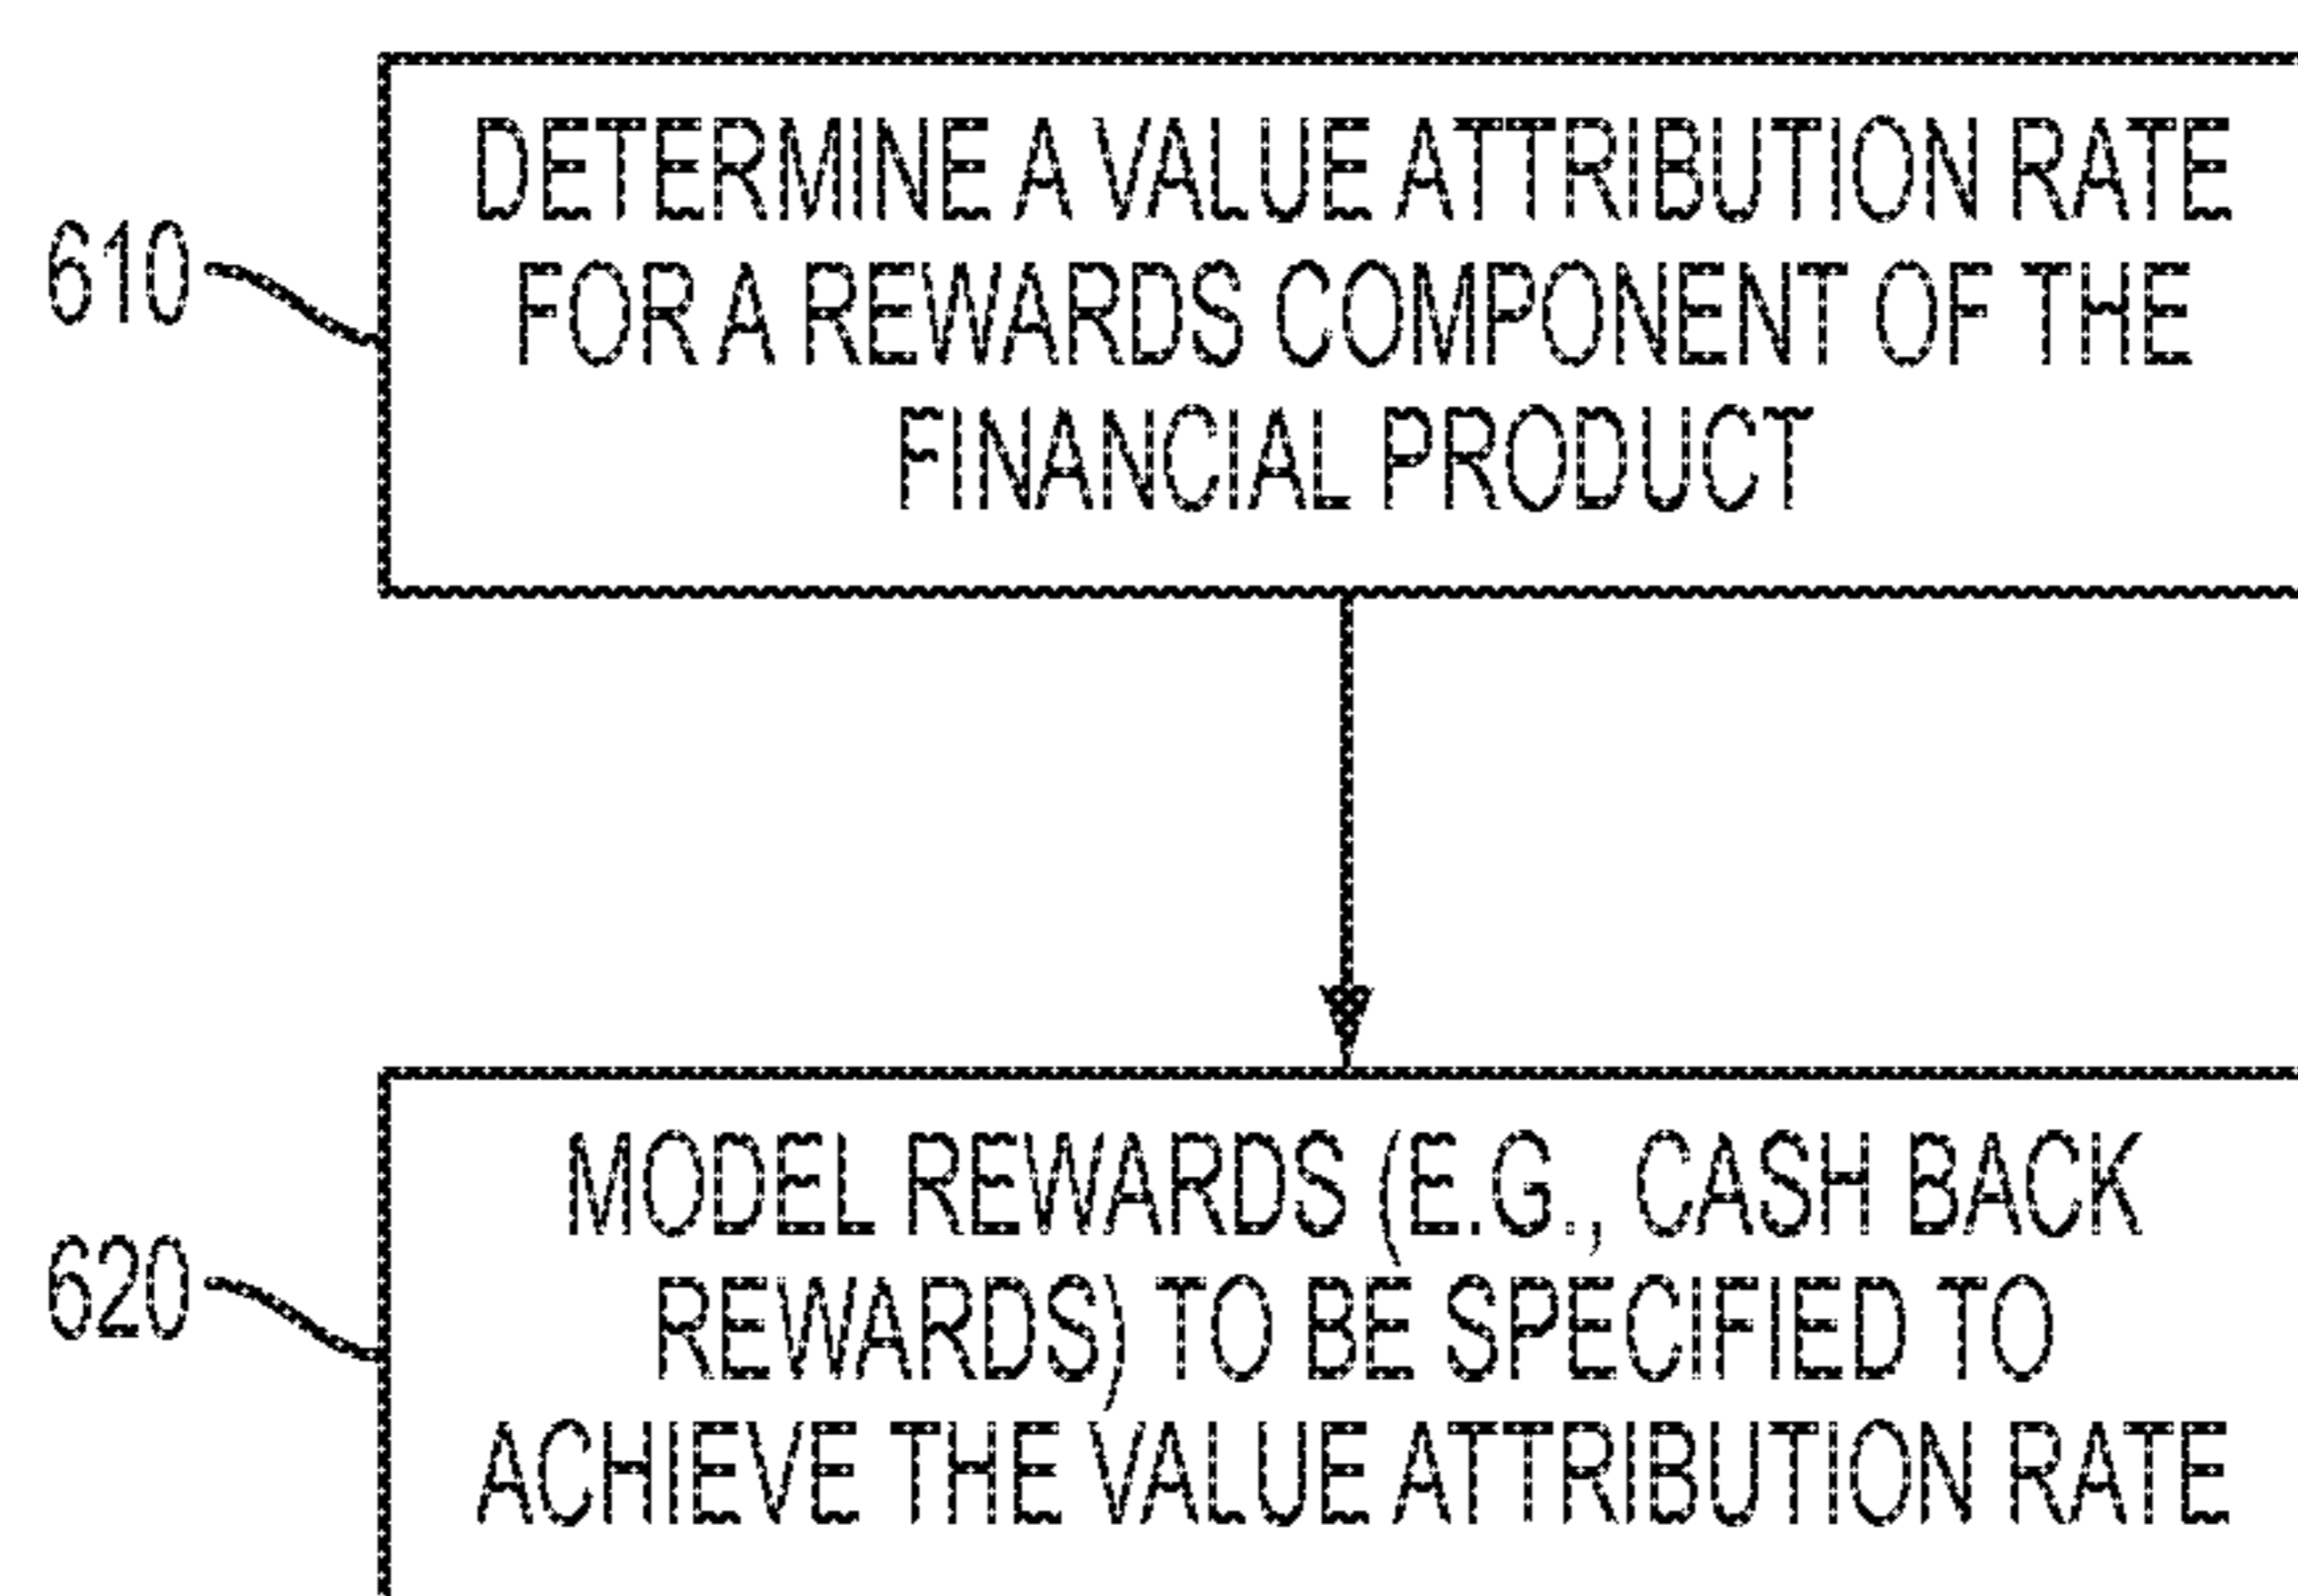 610
DETERMINE A VALUE ATTRIBUTION RATE
FOR A REWARDS COMPONENT OF THE
FINANCIAL PRODUCT
620
MODEL REWARDS (E.G., CASH BACK
REWARDS) TO BE SPECIFIED TO
ACHIEVE THE VALUE ATTRIBUTION RATE